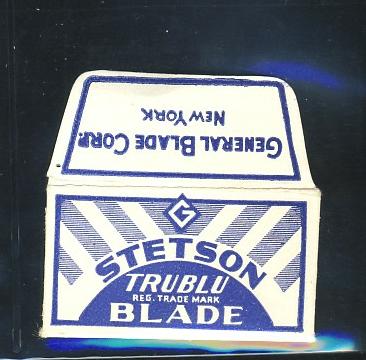 GENERAL BLADE CORP.
NEW YORK
G
STETSON
TRUBLU
REG. TRADE MARK
BLADE